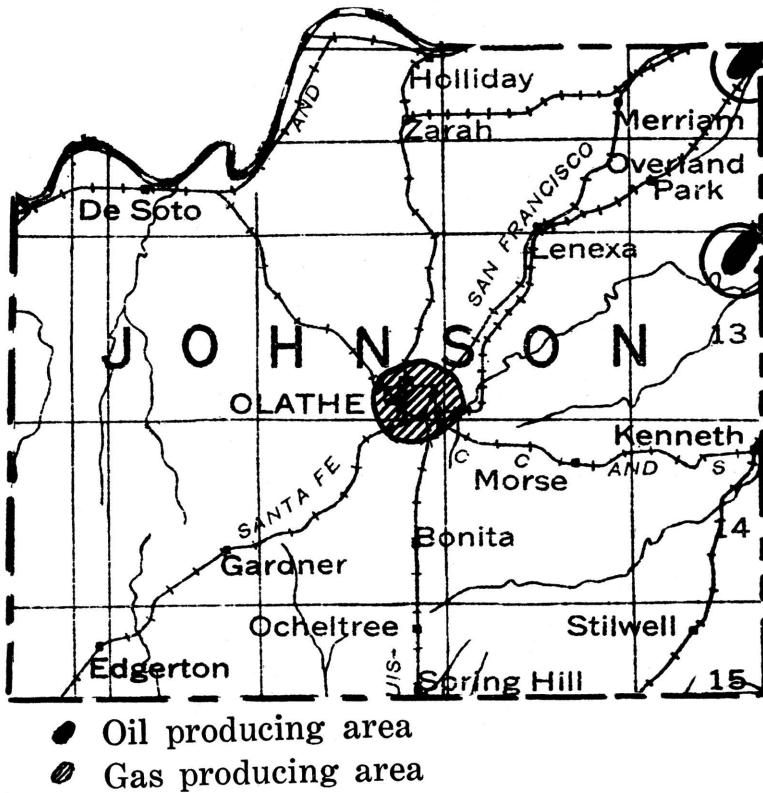 Holliday
AND
Zarah
Merriam
Overland
Park
De Soto
SAN FRANCISCO
Lenexa
JOHNSON
13
OLATHE
Kenneth
C C AND S
Morse
SANTA FE
14
Bonita
Gardner
Ocheltree
Stilwell
Edgerton
Spring Hill
15
Oil producing area
Gas producing area